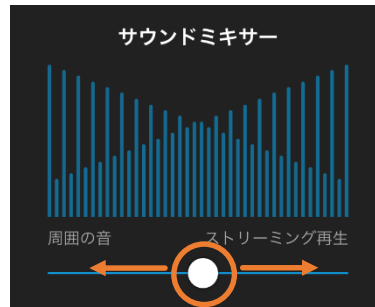 サウンドミキサー
周囲の音
ストリーミング再生